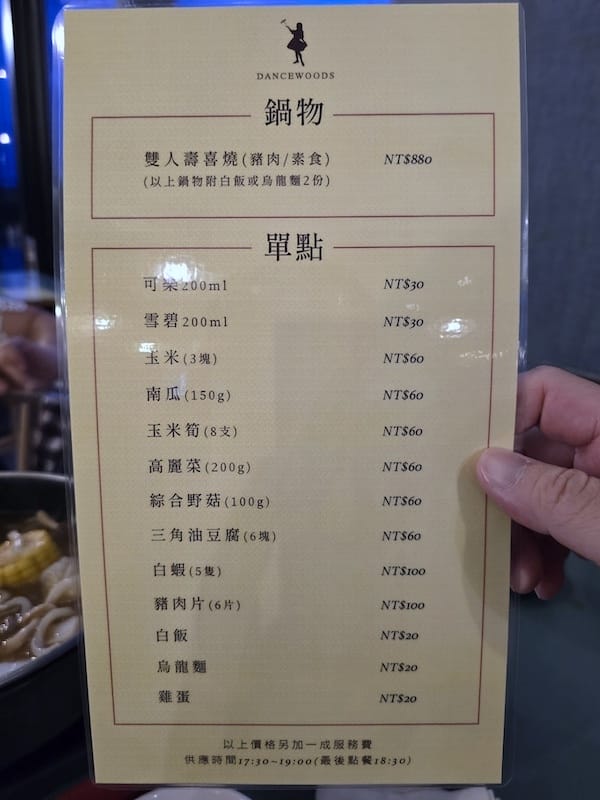 DANCEWOODS
鍋物
雙人壽喜燒(豬肉/素食) NT$880
(以上鍋物附白飯或烏龍麵2份)
單點
可樂200ml NT$30
雪碧200ml NT$30
玉米(3塊) NT$60
南瓜(150g) NT$60
玉米筍(8支) NT$60
高麗菜(200g) NT$60
綜合野菇(100g) NT$60
三角油豆腐(6塊) NT$60
白蝦(5隻) NT$100
豬肉片(6片) NT$100
白飯 NT$20
烏龍麵 NT$20
雞蛋 NT$20
以上價格另加一成服務費
供應時間17:30~19:00(最後點餐18:30)